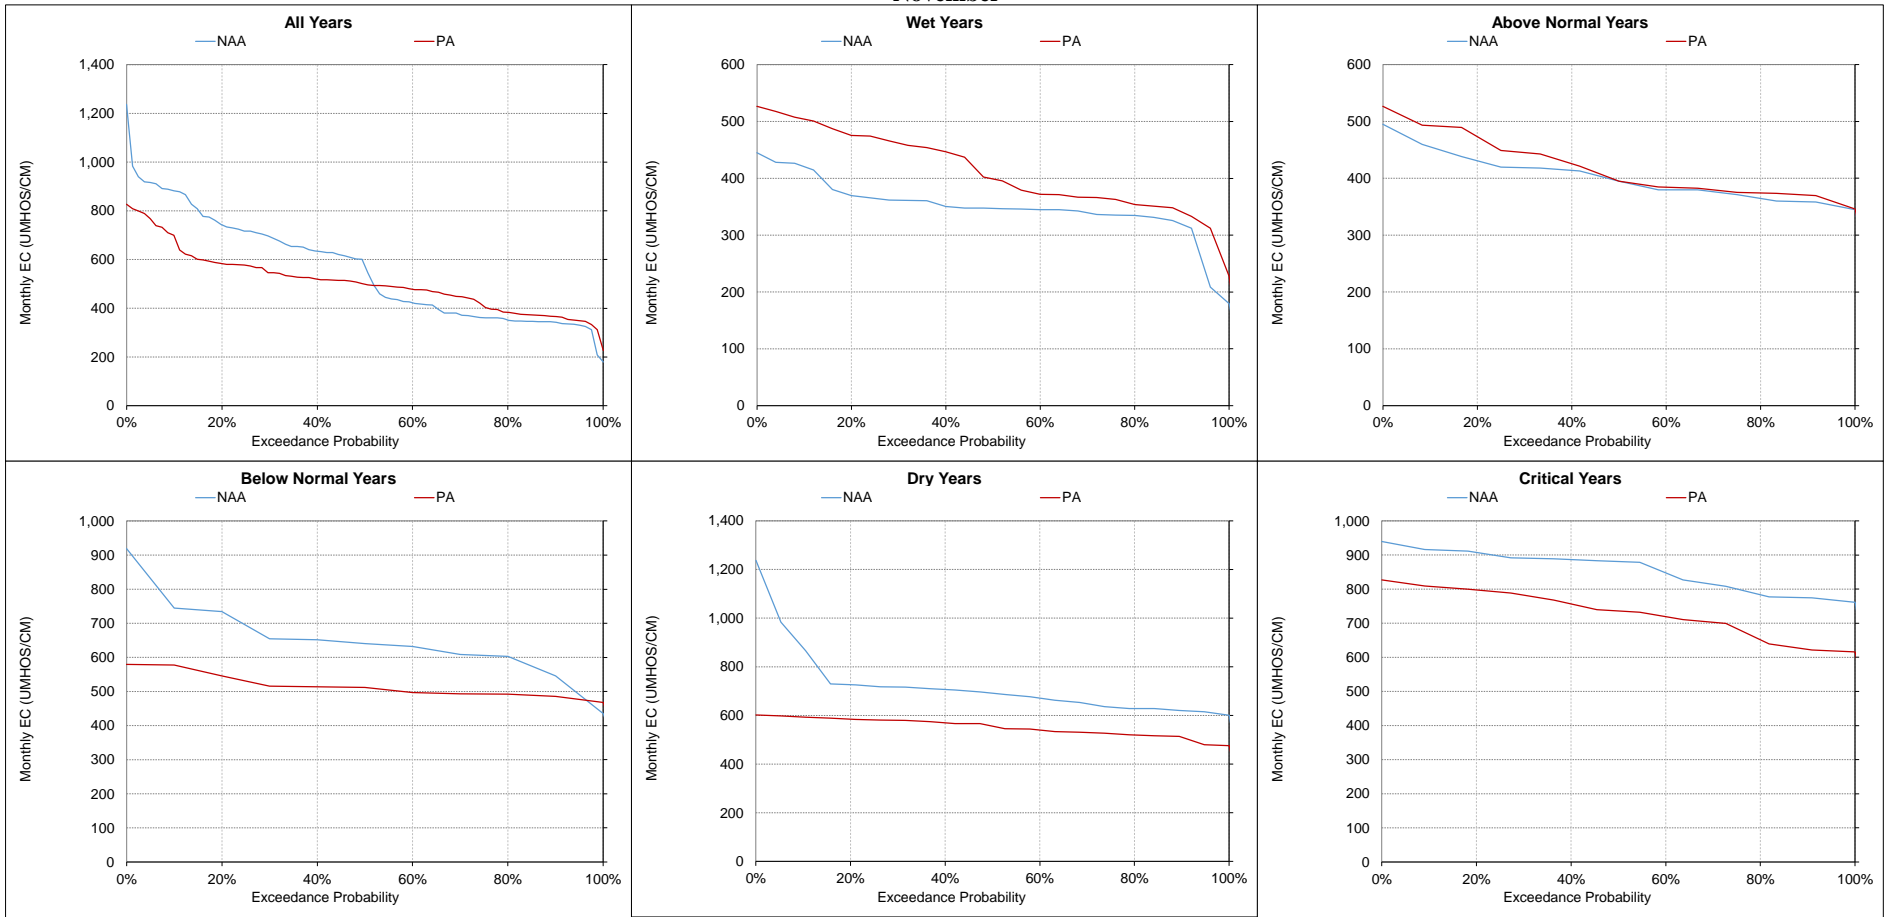 All Years
NAA PA
1,400
1,200
1,000
800
600
400
200
0
Monthly EC (UMHOS/CM)
0% 20% 40% 60% 80% 100%
Exceedance Probability
Wet Years
NAA PA
600
500
400
300
200
100
0
Monthly EC (UMHOS/CM)
0% 20% 40% 60% 80% 100%
Exceedance Probability
Above Normal Years
NAA PA
600
500
400
300
200
100
0
Monthly EC (UMHOS/CM)
0% 20% 40% 60% 80% 100%
Exceedance Probability
Below Normal Years
NAA PA
1,000
900
800
700
600
500
400
300
200
100
0
Monthly EC (UMHOS/CM)
0% 20% 40% 60% 80% 100%
Exceedance Probability
Dry Years
NAA PA
1,400
1,200
1,000
800
600
400
200
0
Monthly EC (UMHOS/CM)
0% 20% 40% 60% 80% 100%
Exceedance Probability
Critical Years
NAA PA
1,000
900
800
700
600
500
400
300
200
100
0
Monthly EC (UMHOS/CM)
0% 20% 40% 60% 80% 100%
Exceedance Probability